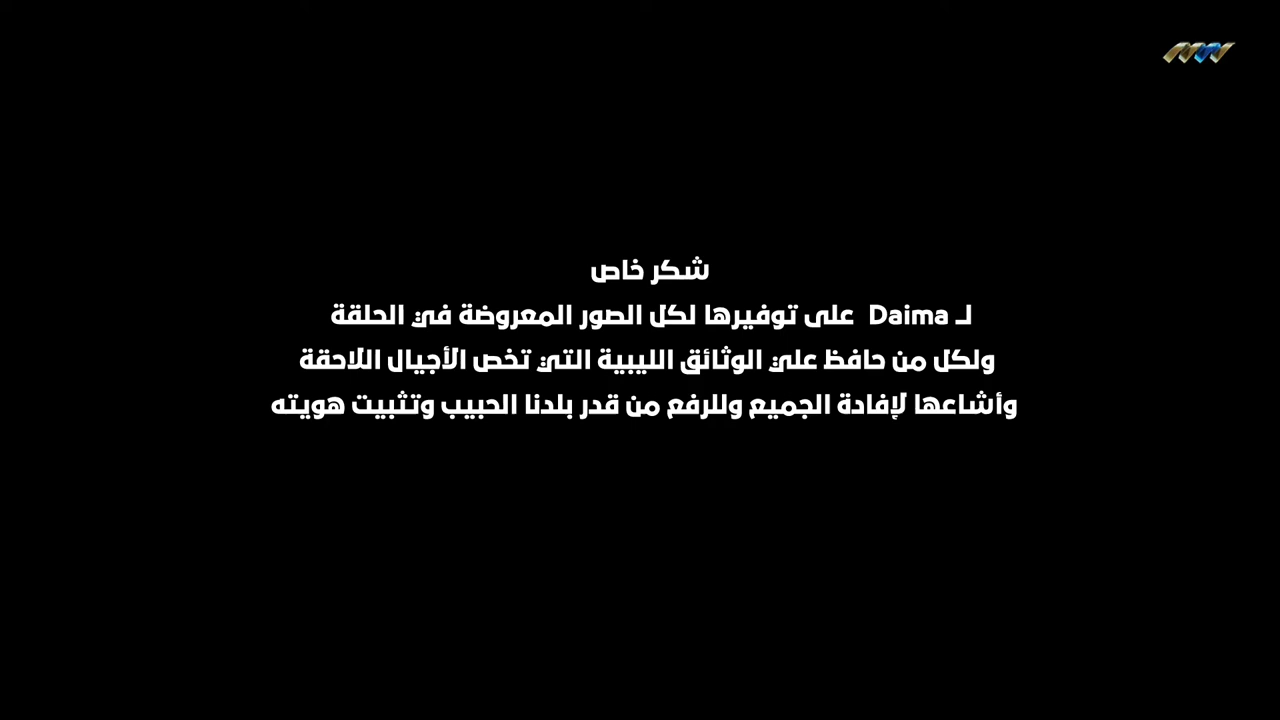 شكر خاص
لـ Daima على توفيرها لكل الصور المعروضة في الحلقة
ولكل من حافظ علي الوثائق الليبية التي تخص الأجيال اللاحقة
وأشاعها لإفادة الجميع وللرفع من قدر بلدنا الحبيب وتثبيت هويته